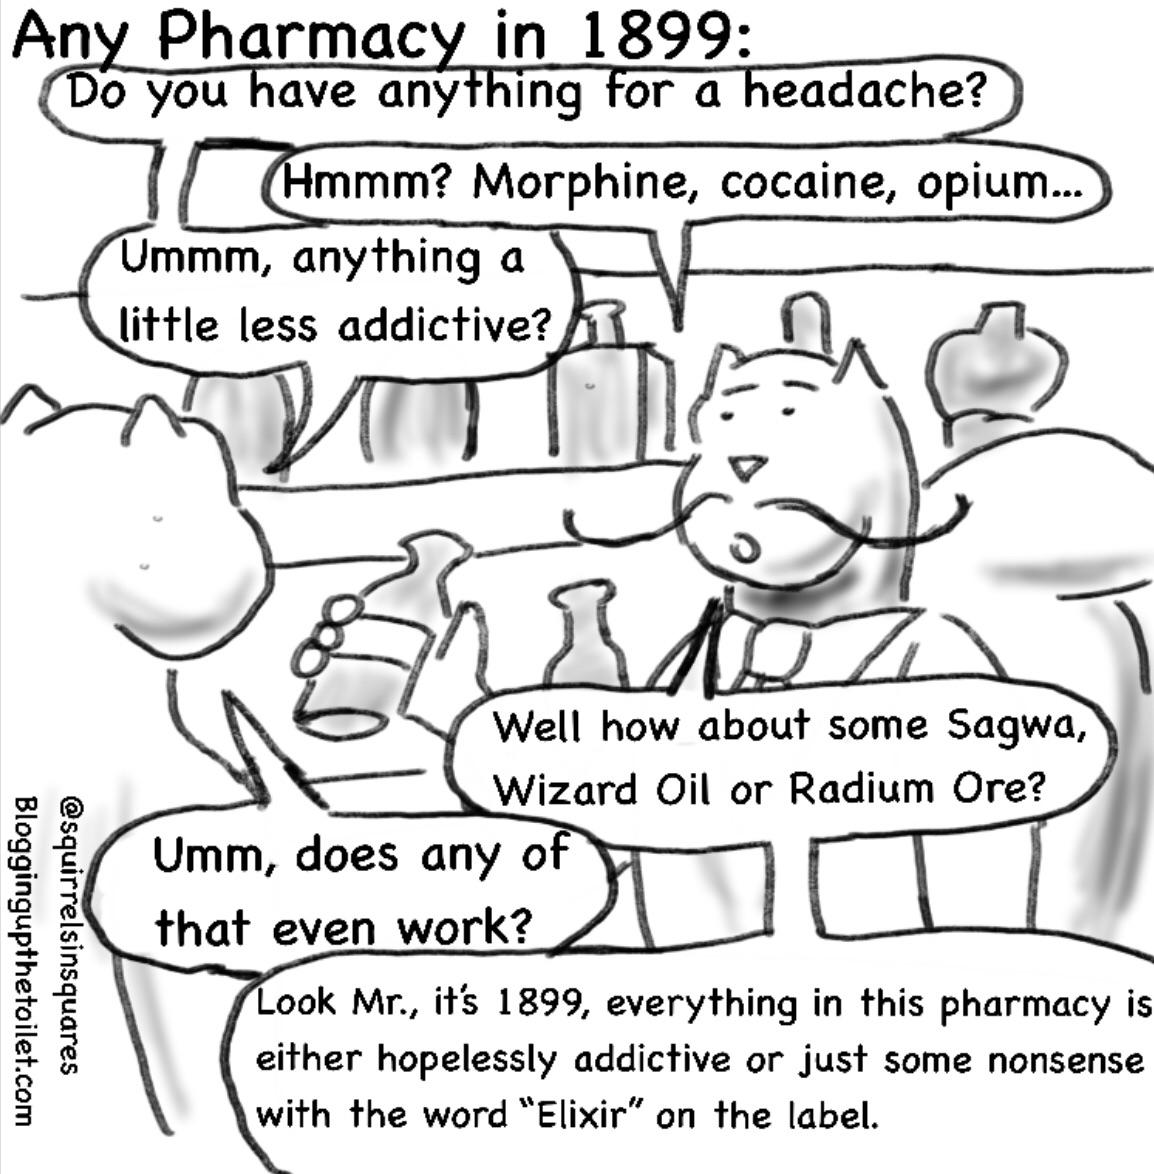 Any Pharmacy in 1899:
Do you have anything for a headache?
Hmmm? Morphine, cocaine, opium...
Ummm, anything a
little less addictive?
Well how about some Sagwa,
Wizard Oil or Radium Ore?
Umm, does any of
that even work?
Look Mr., it's 1899, everything in this pharmacy is
either hopelessly addictive or just some nonsense
with the word "Elixir" on the label.
@squirrelsinsquares
Bloggingupthetoilet.com